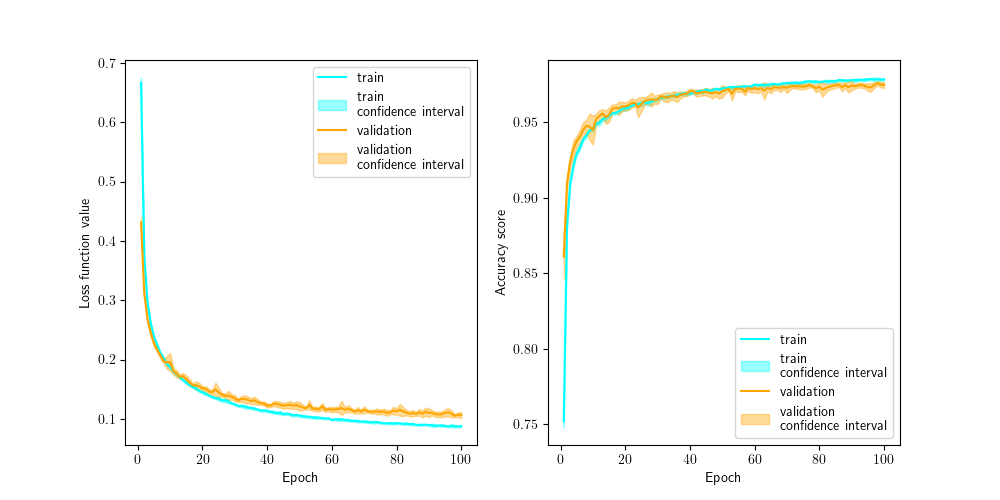 0.7
0.6
0.5
0.4
0.3
0.2
0.1
Loss function value
0
20
40
60
80
100
Epoch
train
train
confidence interval
validation
validation
confidence interval
0.95
0.90
0.85
0.80
0.75
Accuracy score
0
20
40
60
80
100
Epoch
train
train
confidence interval
validation
validation
confidence interval